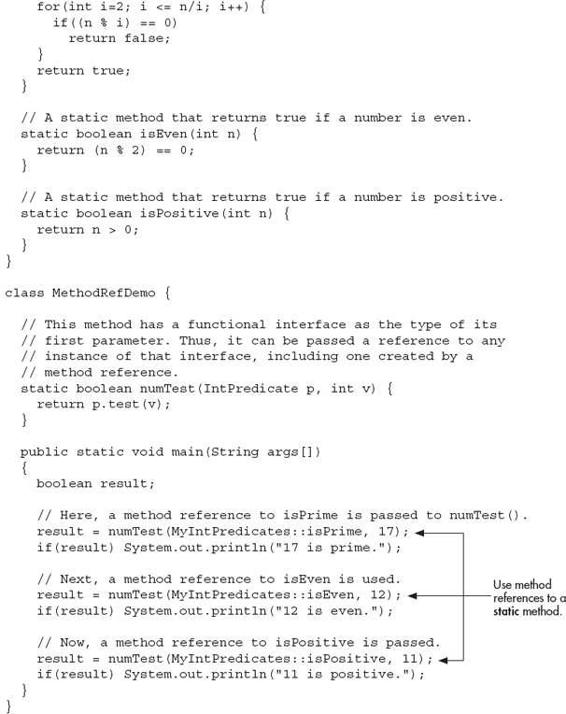 for(int i=2; i <= n/i; i++) {
if((n % i) == 0)
return false;
}
return true;
}
// A static method that returns true if a number is even.
static boolean isEven(int n) {
return (n % 2) == 0;
}
// A static method that returns true if a number is positive.
static boolean isPositive(int n) {
return n > 0;
}
}
class MethodRefDemo {
// This method has a functional interface as the type of its
// first parameter. Thus, it can be passed a reference to any
// instance of that interface, including one created by a
// method reference.
static boolean numTest(IntPredicate p, int v) {
return p.test(v);
}
public static void main(String args[])
{
boolean result;
// Here, a method reference to isPrime is passed to numTest().
result = numTest(MyIntPredicates::isPrime, 17);
if(result) System.out.println("17 is prime.");
// Next, a method reference to isEven is used.
result = numTest(MyIntPredicates::isEven, 12);
if(result) System.out.println("12 is even.");
// Now, a method reference to isPositive is passed.
result = numTest(MyIntPredicates::isPositive, 11);
if(result) System.out.println("11 is positive.");
}
}
Use method
references to a
static method.